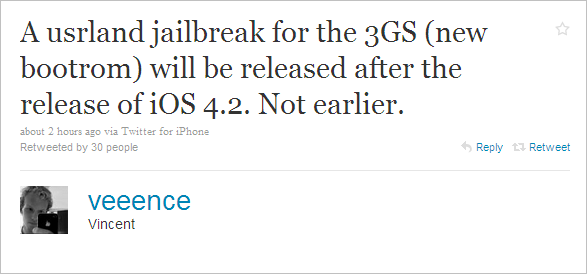 A usrland jailbreak for the 3GS (new
bootrom) will be released after the
release of iOS 4.2. Not earlier.
about 2 hours ago via Twitter for iPhone
Retweeted by 30 people
Reply Retweet
veeence
Vincent